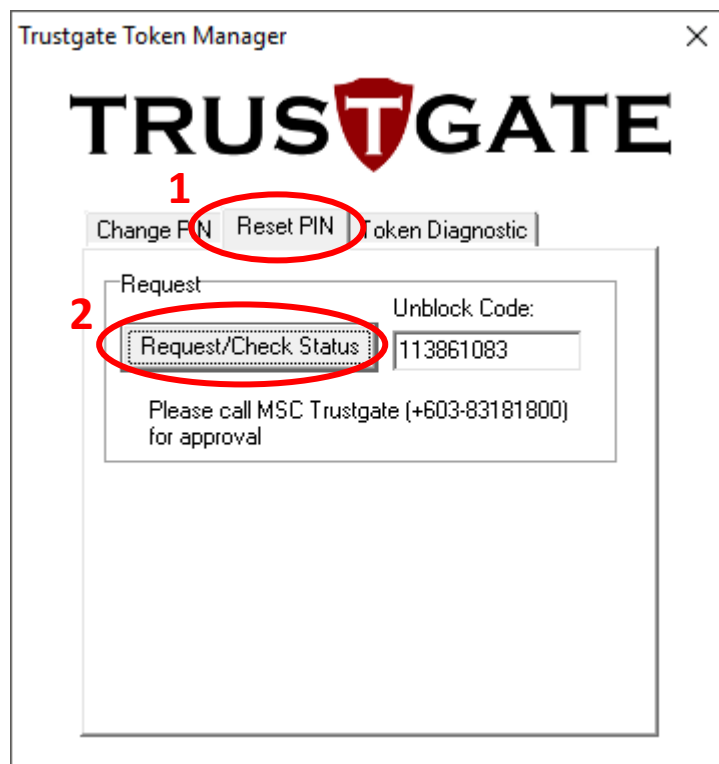 Trustgate Token Manager
TRUSTGATE
1
Change PIN Reset PIN Token Diagnostic
Request
2
Unblock Code:
Request/Check Status 113861083
Please call MSC Trustgate (+603-83181800)
for approval